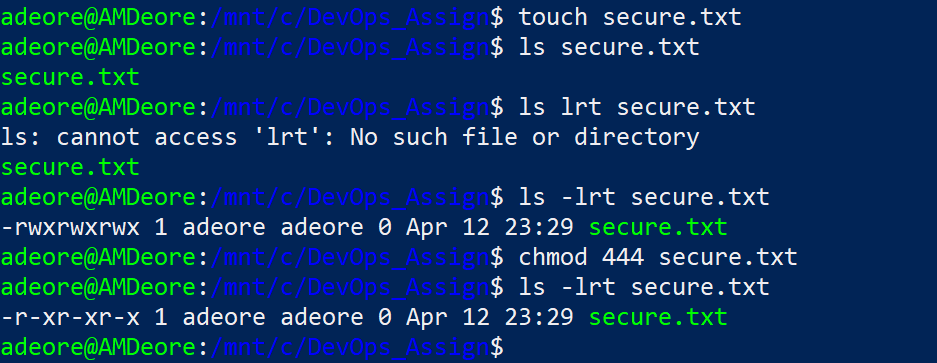 adeore@AMDeore:/mnt/c/DevOps_Assign$ touch secure.txt
adeore@AMDeore:/mnt/c/DevOps_Assign$ ls secure.txt
secure.txt
adeore@AMDeore:/mnt/c/DevOps_Assign$ ls lrt secure.txt
ls: cannot access 'lrt': No such file or directory
secure.txt
adeore@AMDeore:/mnt/c/DevOps_Assign$ ls -lrt secure.txt
-rwxrwxrwx 1 adeore adeore 0 Apr 12 23:29 secure.txt
adeore@AMDeore:/mnt/c/DevOps_Assign$ chmod 444 secure.txt
adeore@AMDeore:/mnt/c/DevOps_Assign$ ls -lrt secure.txt
-r-xr-xr-x 1 adeore adeore 0 Apr 12 23:29 secure.txt
adeore@AMDeore:/mnt/c/DevOps_Assign$